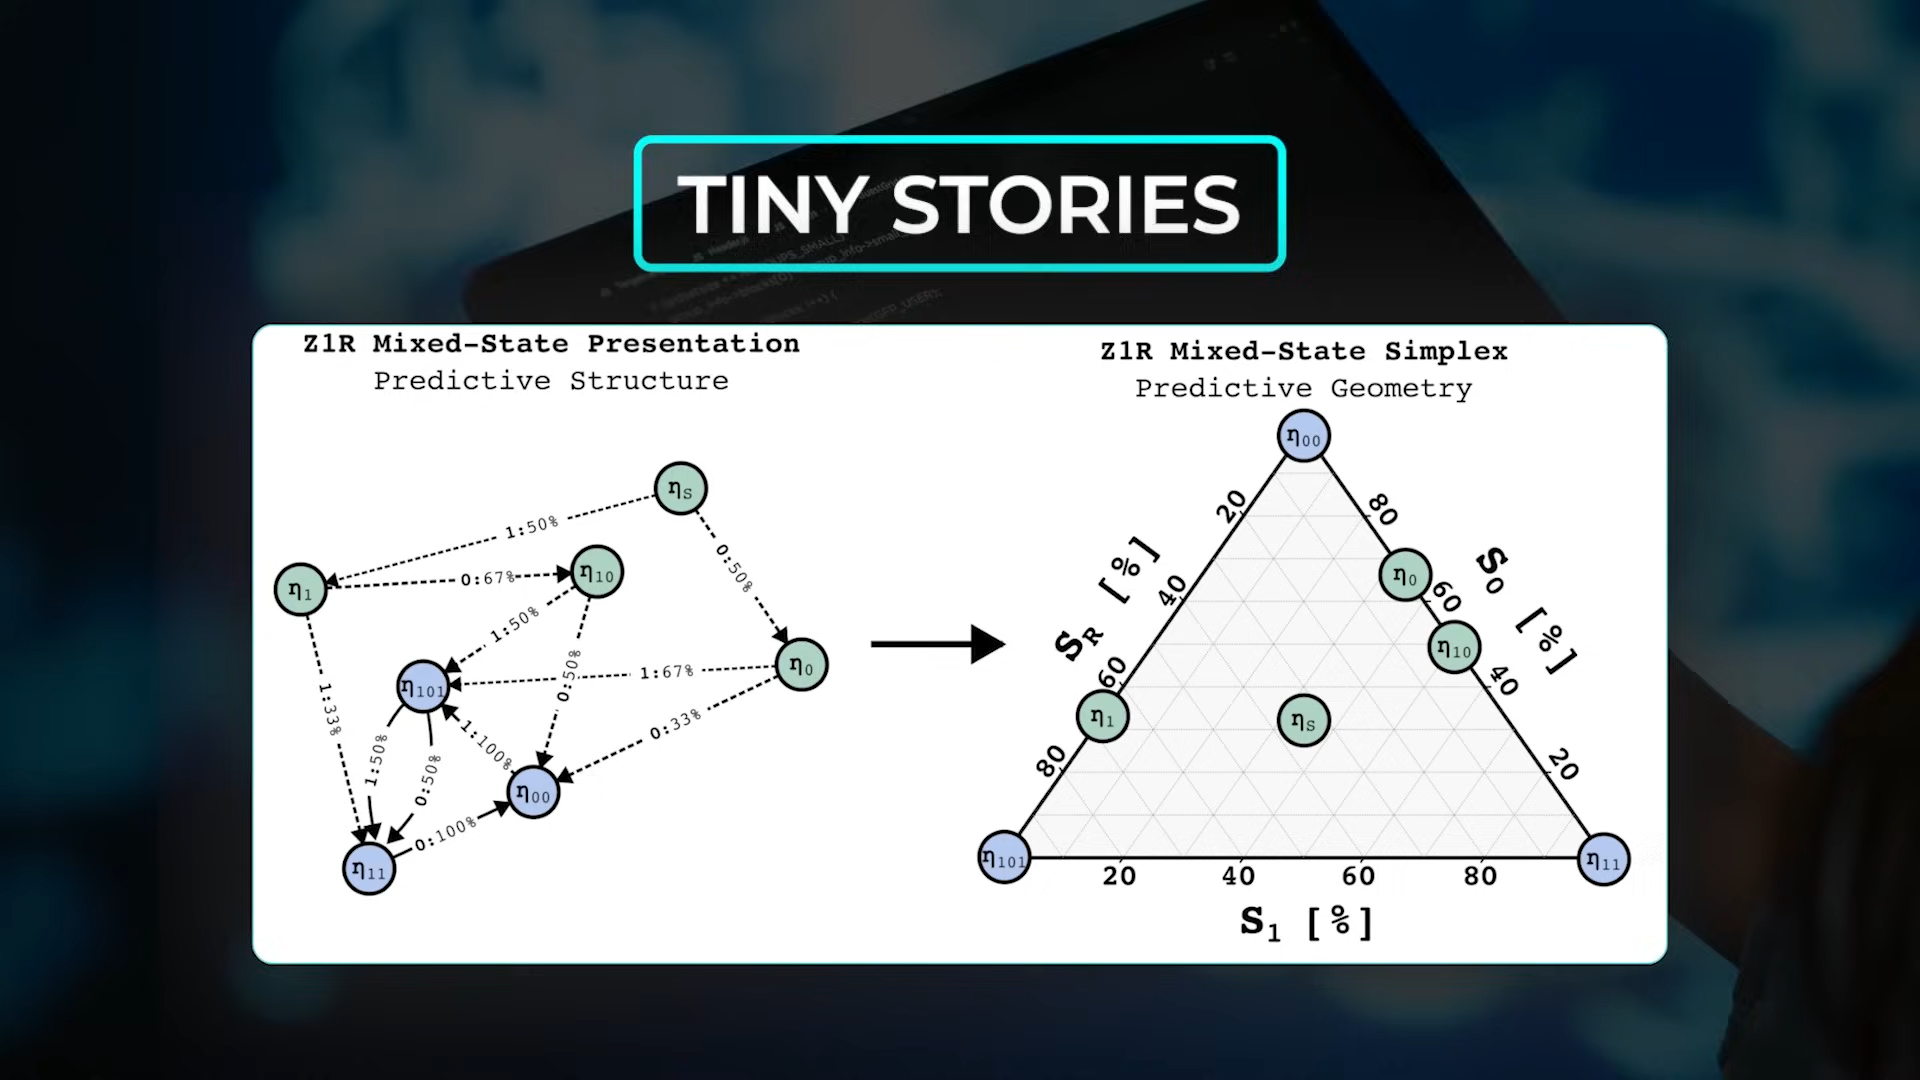 TINY STORIES
Z1R Mixed-State Presentation
Predictive Structure
ηS
1:50%
0:50%
η1
0:67%
η10
1:50%
0:50%
η0
1:67%
0:33%
η101
1:33%
1:50%
0:50%
1:100%
η00
0:100%
η11
Z1R Mixed-State Simplex
Predictive Geometry
η00
20
40
60
80
SR [%]
80
60
40
20
S0 [%]
η0
η10
η1
ηS
η101
η11
20 40 60 80
S1 [%]